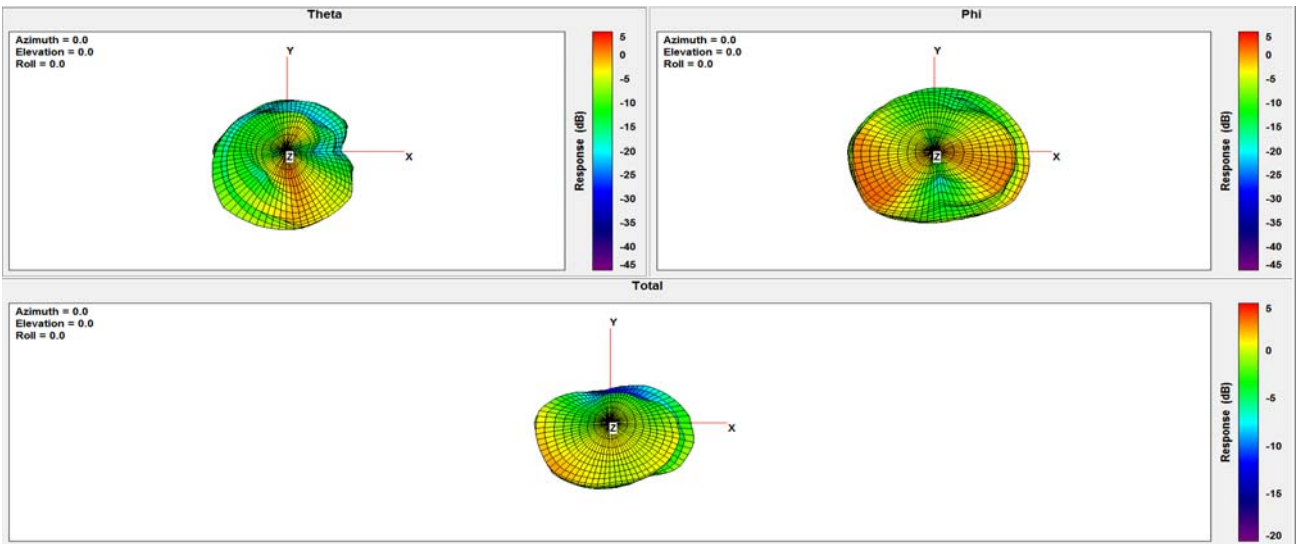 Theta
Azimuth = 0.0
Elevation = 0.0
Roll = 0.0
Y
X
Z
5
0
-5
-10
-15
-20
-25
-30
-35
-40
-45
Response (dB)
Phi
Azimuth = 0.0
Elevation = 0.0
Roll = 0.0
Y
X
Z
5
0
-5
-10
-15
-20
-25
-30
-35
-40
-45
Response (dB)
Total
Azimuth = 0.0
Elevation = 0.0
Roll = 0.0
Y
X
Z
5
0
-5
-10
-15
-20
Response (dB)